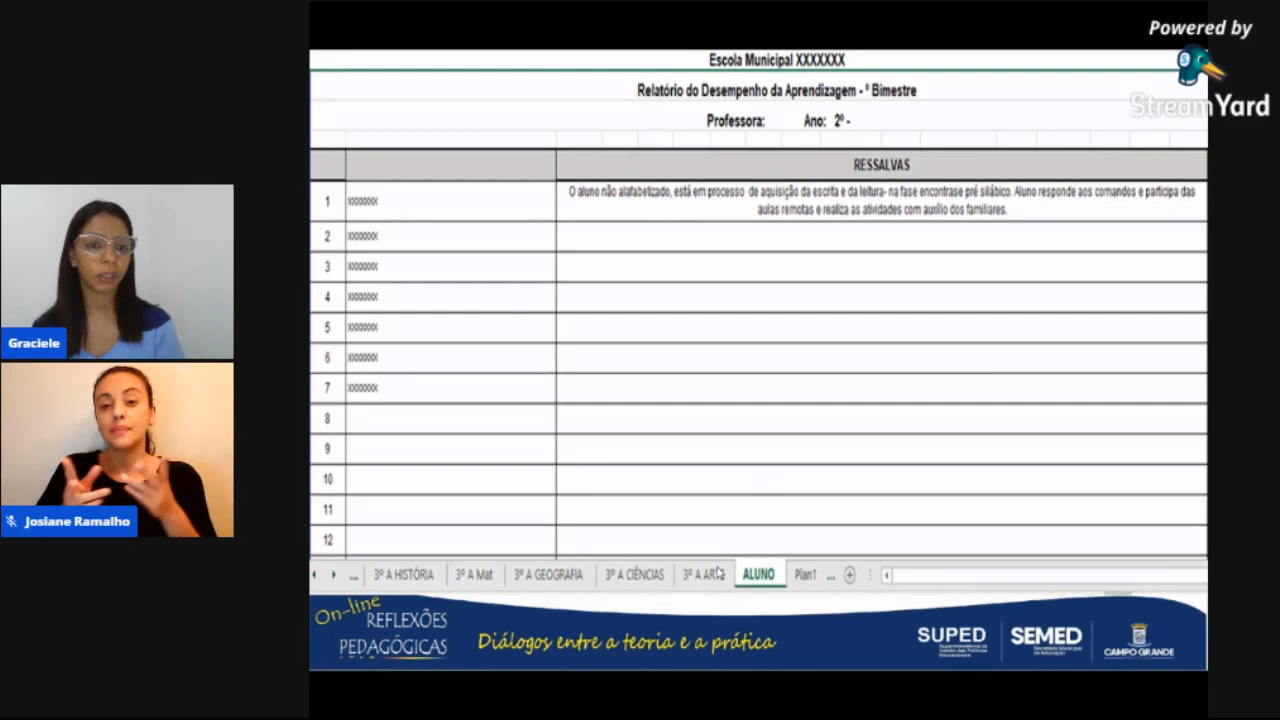 Powered by
StreamYard
Escola Municipal XXXXXXX
Relatório do Desempenho da Aprendizagem - º Bimestre
Professora: Ano: 2º -
RESSALVAS
1 xxxxxxx O aluno não alafabetizado, está em processo de aquisição da escrita e da leitura- na fase encontrase pré silábico. Aluno responde aos comandos e participa das
aulas remotas e realiza as atividades com auxílio dos familiares.
2 xxxxxxx
3 xxxxxxx
4 xxxxxxx
5 xxxxxxx
6 xxxxxxx
7 xxxxxxx
8
9
10
11
12
... 3º A HISTÓRIA 3º A Mat 3º A GEOGRAFIA 3º A CIÊNCIAS 3º A ARTE ALUNO Plan1 ...
Graciele
Josiane Ramalho
On-line
REFLEXÕES
PEDAGÓGICAS
Diálogos entre a teoria e a prática
SUPED
SEMED
CAMPO GRANDE